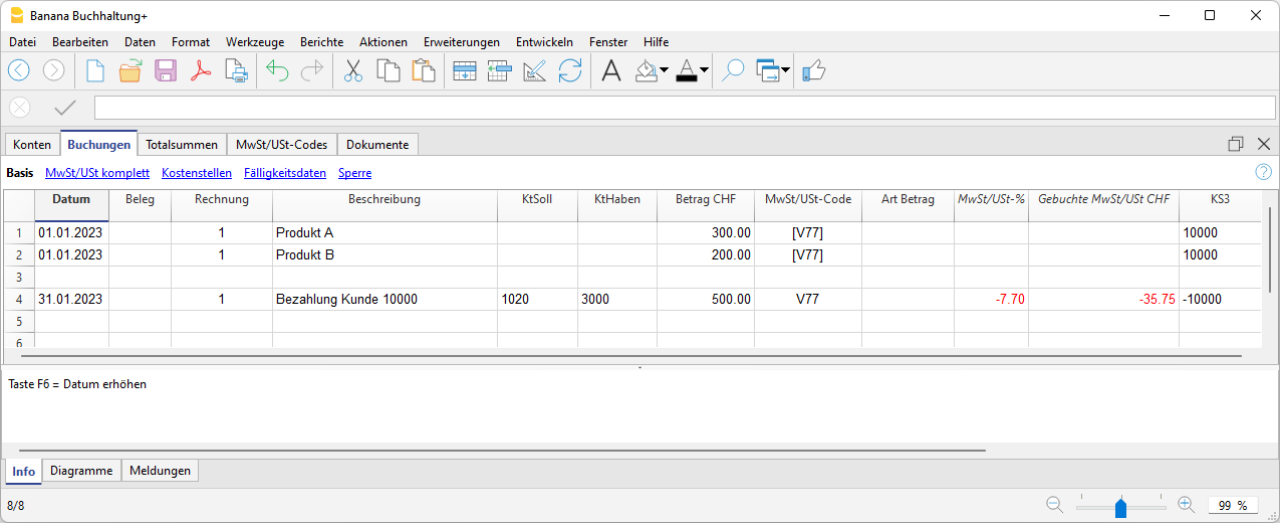 Banana Buchhaltung+
Datei Bearbeiten Daten Format Werkzeuge Berichte Aktionen Erweiterungen Entwickeln Fenster Hilfe
Konten Buchungen Totalsummen MwSt/USt-Codes Dokumente
Basis MwSt/USt komplett Kostenstellen Fälligkeitsdaten Sperre
Datum Beleg Rechnung Beschreibung KtSoll KtHaben Betrag CHF MwSt/USt-Code Art Betrag MwSt/USt-% Gebuchte MwSt/USt CHF KS3
1 01.01.2023 1 Produkt A 300.00 [V77] 10000
2 01.01.2023 1 Produkt B 200.00 [V77] 10000
3
4 31.01.2023 1 Bezahlung Kunde 10000 1020 3000 500.00 V77 -7.70 -35.75 -10000
5
6
Taste F6 = Datum erhöhen
Info Diagramme Meldungen
8/8 99 %